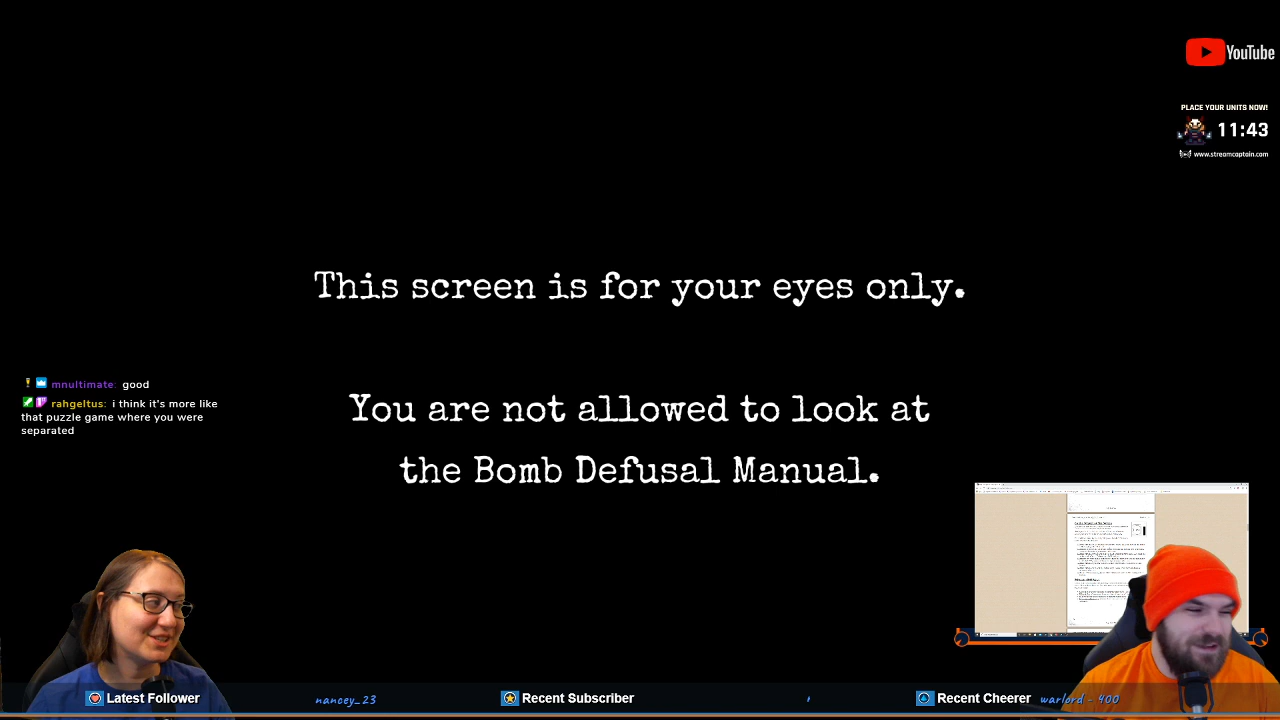 YouTube
PLACE YOUR UNITS NOW!
11:43
www.streamcaptain.com
This screen is for your eyes only.
You are not allowed to look at
the Bomb Defusal Manual.
mnultimate: good
rahgeltus: i think it's more like
that puzzle game where you were
separated
Latest Follower
nancey_23
Recent Subscriber
Recent Cheerer
warlord - 400